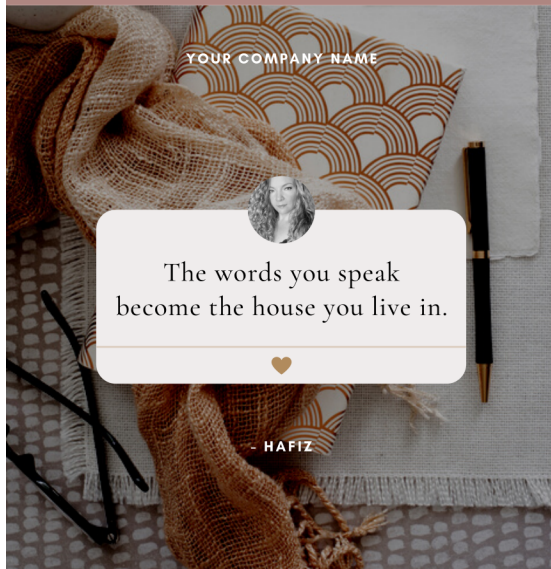 YOUR COMPANY NAME
The words you speak
become the house you live in.
- HAFIZ